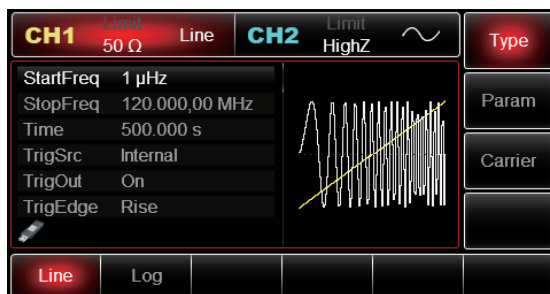 CH1 Limit 50 Ω Line CH2 Limit HighZ
Type
StartFreq 1 µHz
StopFreq 120.000,00 MHz
Param
Time 500.000 s
TrigSrc Internal
Carrier
TrigOut On
TrigEdge Rise
Line Log